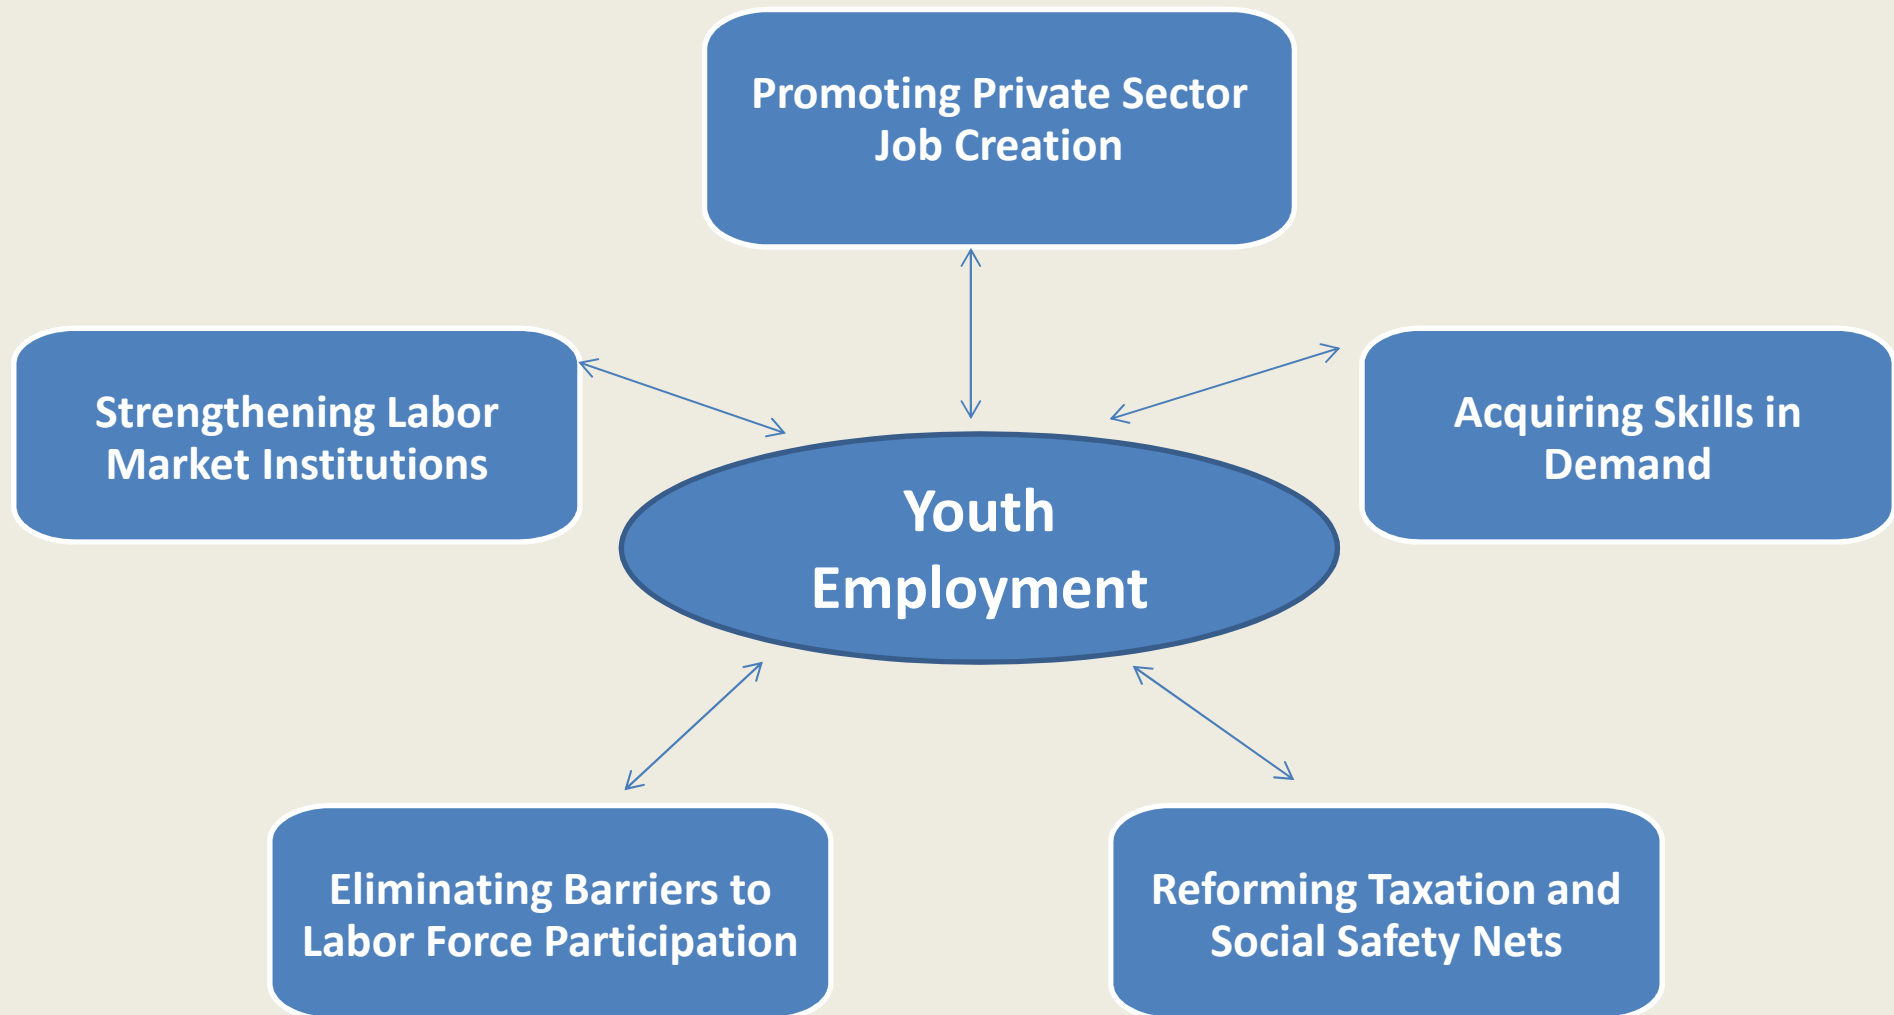 Promoting Private Sector
Job Creation
Strengthening Labor
Market Institutions
Acquiring Skills in
Demand
Youth
Employment
Eliminating Barriers to
Labor Force Participation
Reforming Taxation and
Social Safety Nets